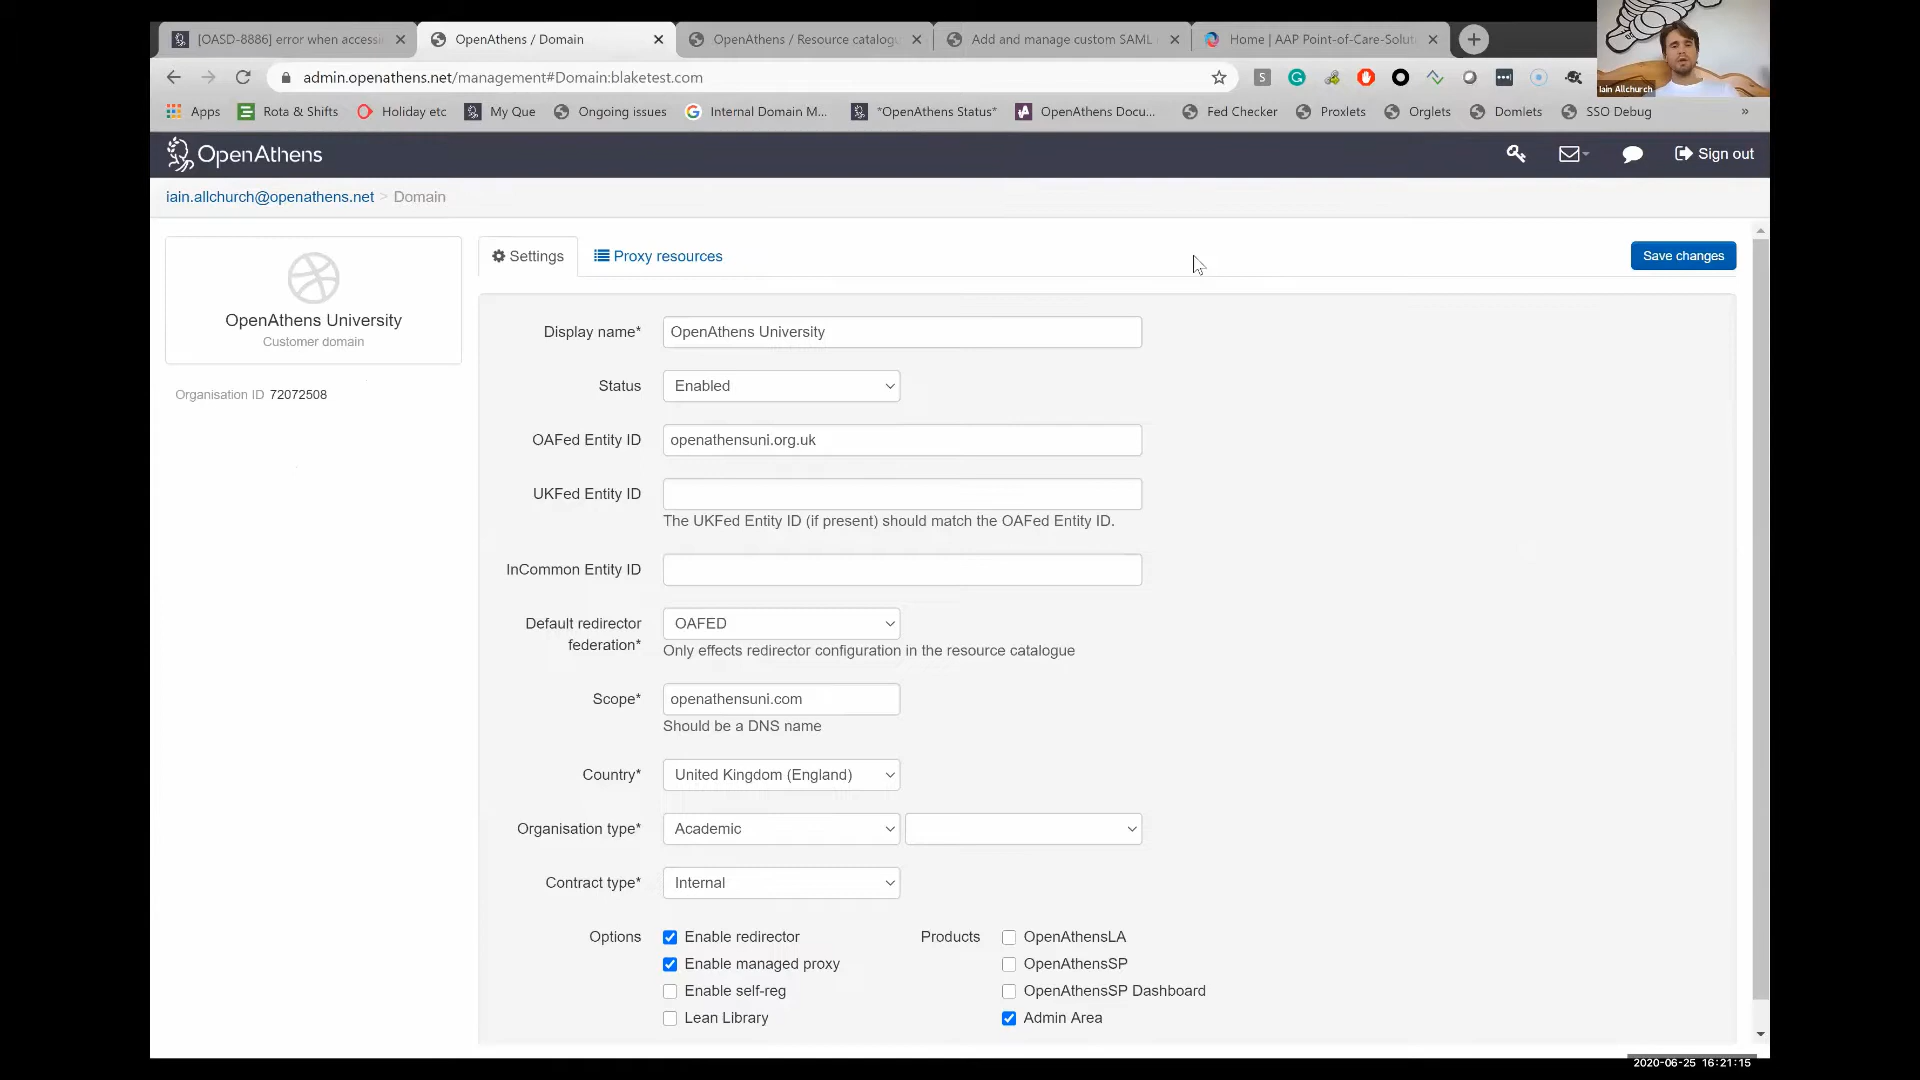 [OASD-8886] error when accessi
OpenAthens / Domain
OpenAthens / Resource catalog
Add and manage custom SAML
Home | AAP Point-of-Care-Solut
admin.openathens.net/management#Domain:blaketest.com
Iain Allchurch
Apps
Rota & Shifts
Holiday etc
My Que
Ongoing issues
Internal Domain M...
*OpenAthens Status*
OpenAthens Docu...
Fed Checker
Proxlets
Orglets
Domlets
SSO Debug
»
OpenAthens
Sign out
iain.allchurch@openathens.net > Domain
OpenAthens University
Customer domain
Organisation ID 72072508
Settings
Proxy resources
Save changes
Display name* OpenAthens University
Status Enabled
OAFed Entity ID openathensuni.org.uk
UKFed Entity ID
The UKFed Entity ID (if present) should match the OAFed Entity ID.
InCommon Entity ID
Default redirector federation* OAFED
Only effects redirector configuration in the resource catalogue
Scope* openathensuni.com
Should be a DNS name
Country* United Kingdom (England)
Organisation type* Academic
Contract type* Internal
Options Enable redirector Products OpenAthensLA
Enable managed proxy OpenAthensSP
Enable self-reg OpenAthensSP Dashboard
Lean Library Admin Area
2020-06-25 16:21:15